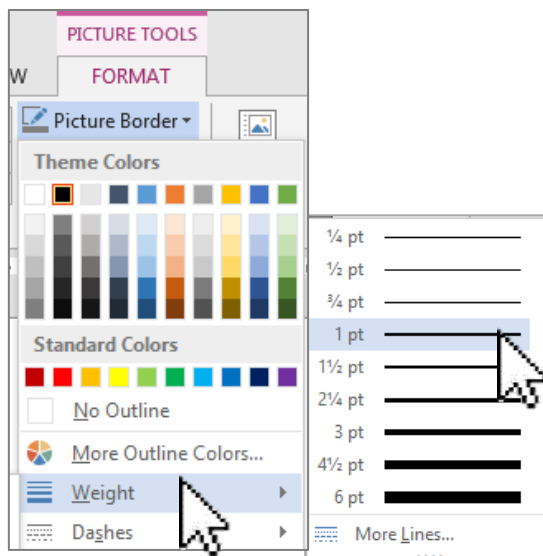 PICTURE TOOLS
W FORMAT
Picture Border
Theme Colors
Standard Colors
No Outline
More Outline Colors...
Weight
Dashes
¼ pt
½ pt
¾ pt
1 pt
1½ pt
2¼ pt
3 pt
4½ pt
6 pt
More Lines...